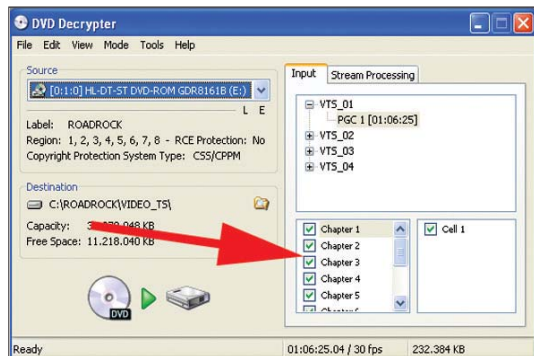 DVD Decrypter
File Edit View Mode Tools Help
Source
[0:1:0] HL-DT-ST DVD-ROM GDR8161B (E:)
L E
Label: ROADROCK
Region: 1, 2, 3, 4, 5, 6, 7, 8 - RCE Protection: No
Copyright Protection System Type: CSS/CPPM
Destination
C:\ROADROCK\VIDEO_TS\
Capacity: KB
Free Space: 11.218.040 KB
DVD
Input Stream Processing
VTS_01
PGC 1 [01:06:25]
VTS_02
VTS_03
VTS_04
Chapter 1
Chapter 2
Chapter 3
Chapter 4
Chapter 5
Cell 1
Ready
01:06:25.04 / 30 fps
232.384 KB